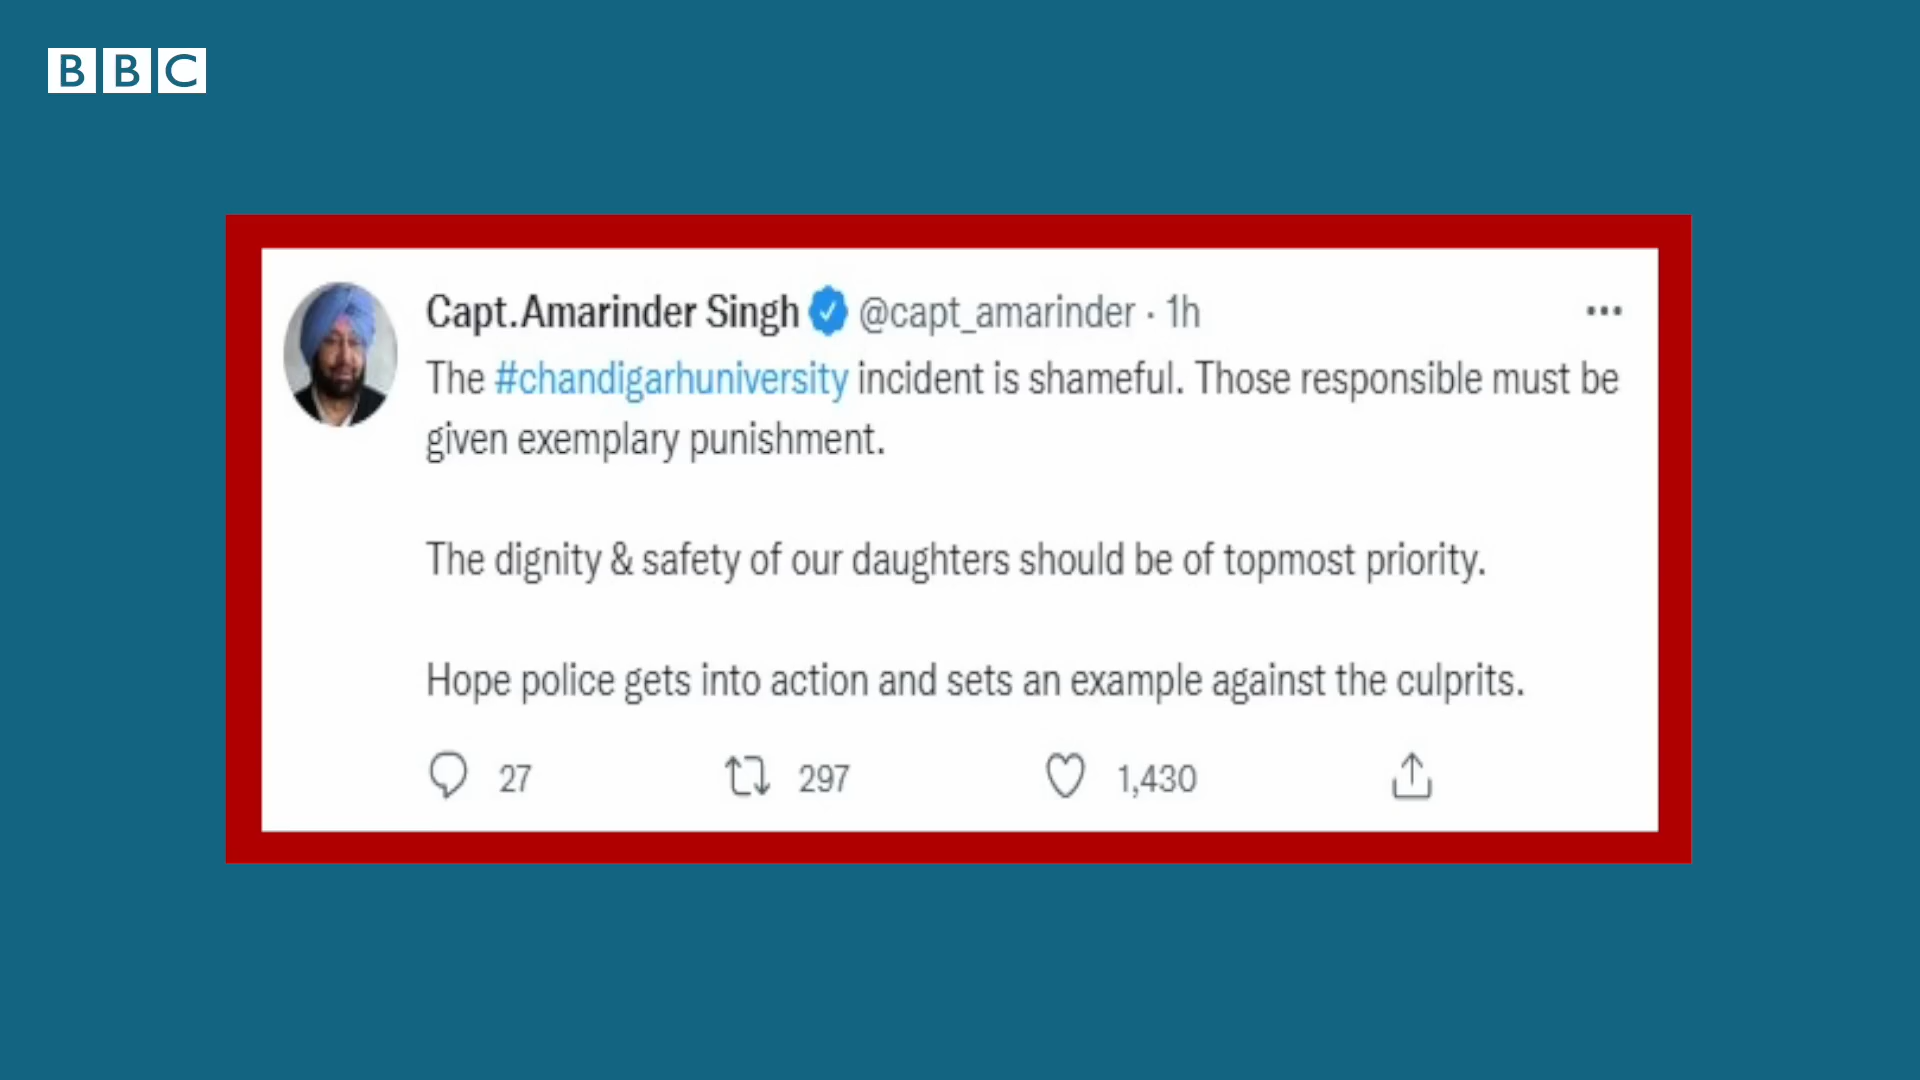 BBC
Capt.Amarinder Singh @capt_amarinder · 1h
The #chandigarhuniversity incident is shameful. Those responsible must be
given exemplary punishment.
The dignity & safety of our daughters should be of topmost priority.
Hope police gets into action and sets an example against the culprits.
27 297 1,430